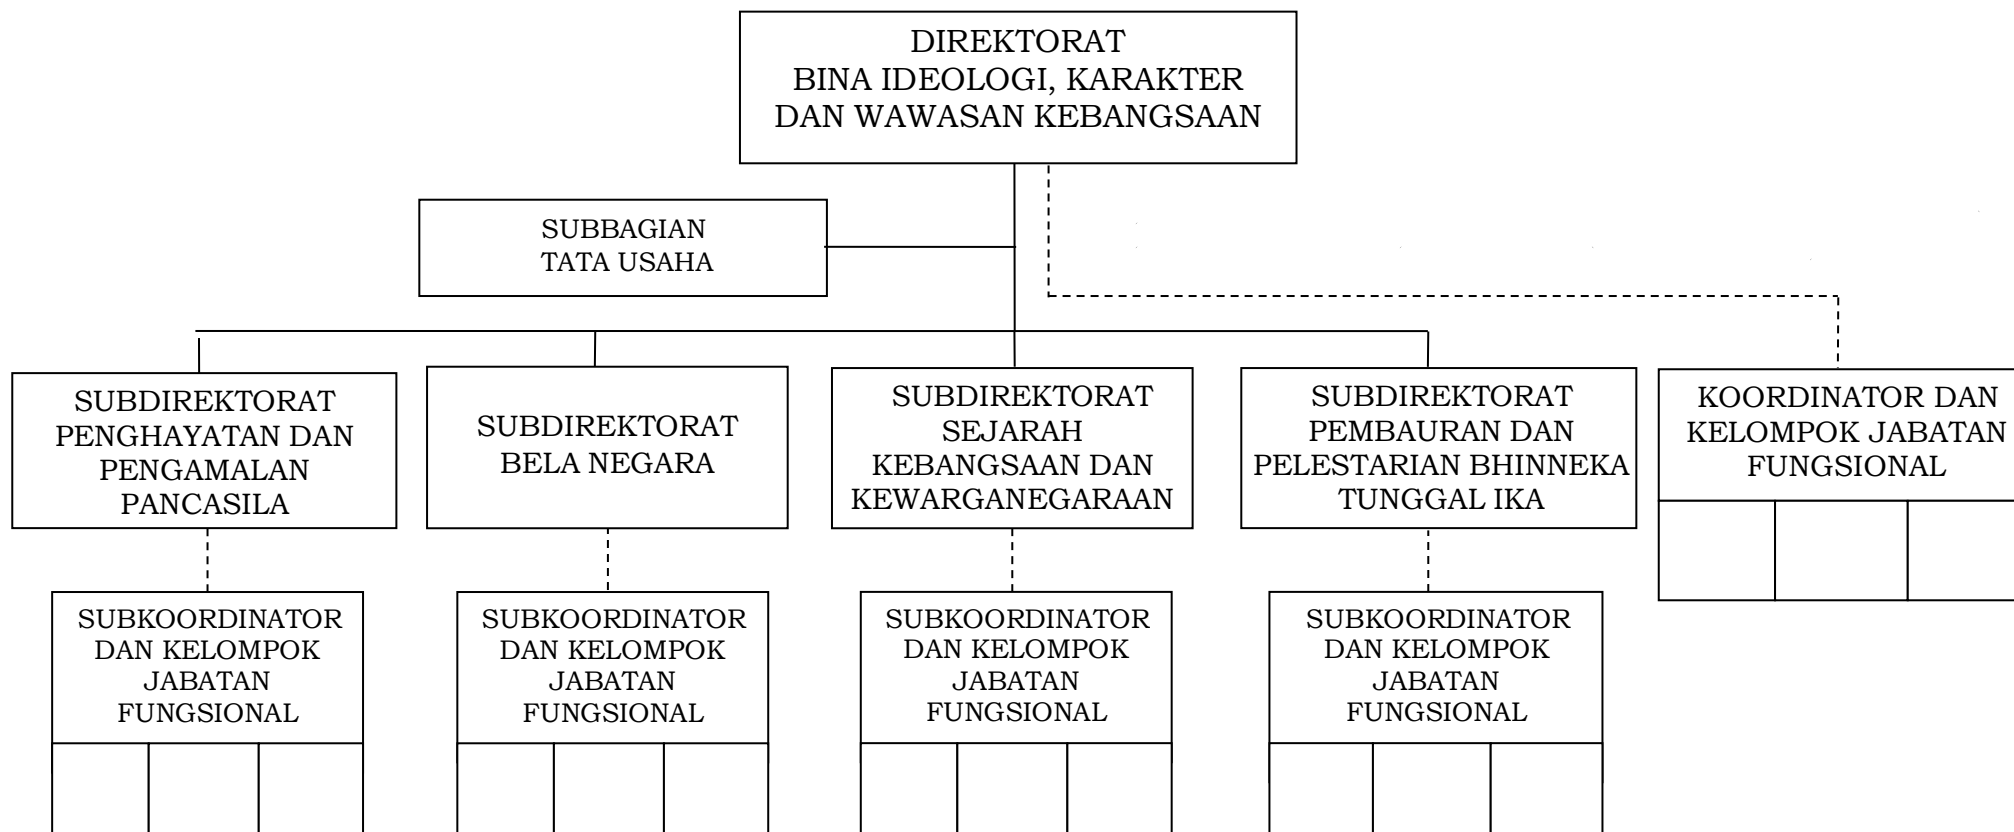 DIREKTORAT
BINA IDEOLOGI, KARAKTER
DAN WAWASAN KEBANGSAAN
SUBBAGIAN
TATA USAHA
SUBDIREKTORAT
PENGHAYATAN DAN
PENGAMALAN
PANCASILA
SUBDIREKTORAT
BELA NEGARA
SUBDIREKTORAT
SEJARAH
KEBANGSAAN DAN
KEWARGANEGARAAN
SUBDIREKTORAT
PEMBAURAN DAN
PELESTARIAN BHINNEKA
TUNGGAL IKA
KOORDINATOR DAN
KELOMPOK JABATAN
FUNGSIONAL
SUBKOORDINATOR
DAN KELOMPOK
JABATAN
FUNGSIONAL
SUBKOORDINATOR
DAN KELOMPOK
JABATAN
FUNGSIONAL
SUBKOORDINATOR
DAN KELOMPOK
JABATAN
FUNGSIONAL
SUBKOORDINATOR
DAN KELOMPOK
JABATAN
FUNGSIONAL